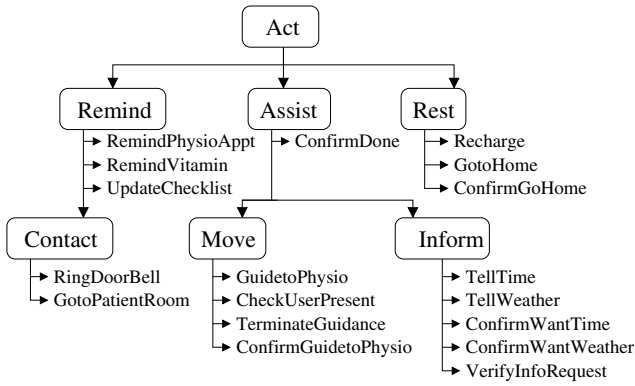 Act
Remind
Assist
Rest
RemindPhysioAppt
RemindVitamin
UpdateChecklist
ConfirmDone
Recharge
GotoHome
ConfirmGoHome
Contact
Move
Inform
RingDoorBell
GotoPatientRoom
GuidetoPhysio
CheckUserPresent
TerminateGuidance
ConfirmGuidetoPhysio
TellTime
TellWeather
ConfirmWantTime
ConfirmWantWeather
VerifyInfoRequest